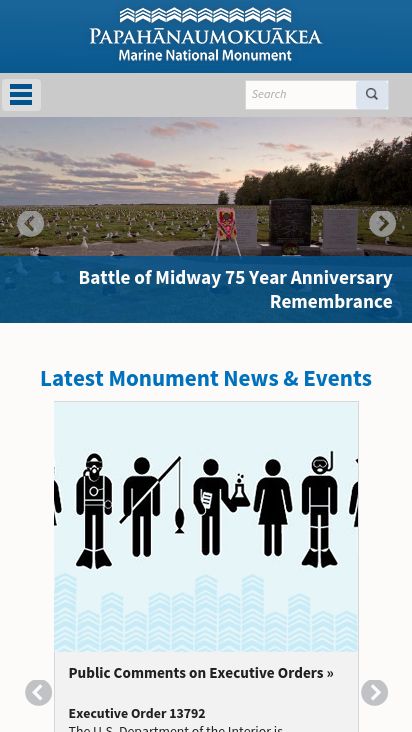 PAPAHĀNAUMOKUĀKEA
Marine National Monument
Search
Battle of Midway 75 Year Anniversary
Remembrance
Latest Monument News & Events
Public Comments on Executive Orders »
Executive Order 13792
The U.S. Department of the Interior is